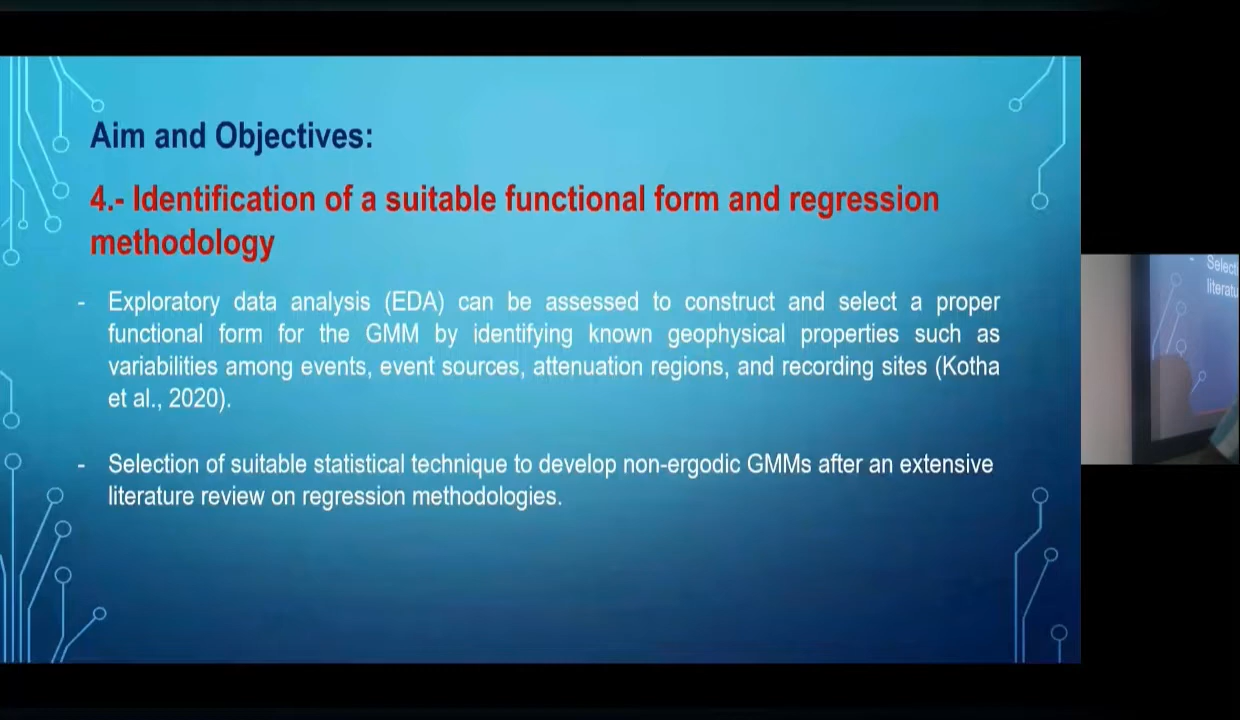 Aim and Objectives:
4.- Identification of a suitable functional form and regression
methodology
- Exploratory data analysis (EDA) can be assessed to construct and select a proper
functional form for the GMM by identifying known geophysical properties such as
variabilities among events, event sources, attenuation regions, and recording sites (Kotha
et al., 2020).
- Selection of suitable statistical technique to develop non-ergodic GMMs after an extensive
literature review on regression methodologies.
- Select
literatu